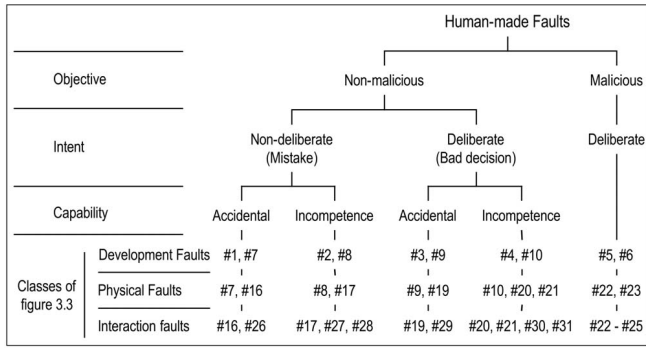 Human-made Faults
Objective Non-malicious Malicious
Intent Non-deliberate (Mistake) Deliberate (Bad decision) Deliberate
Capability Accidental Incompetence Accidental Incompetence
Classes of figure 3.3
Development Faults #1, #7 #2, #8 #3, #9 #4, #10 #5, #6
Physical Faults #7, #16 #8, #17 #9, #19 #10, #20, #21 #22, #23
Interaction faults #16, #26 #17, #27, #28 #19, #29 #20, #21, #30, #31 #22 - #25